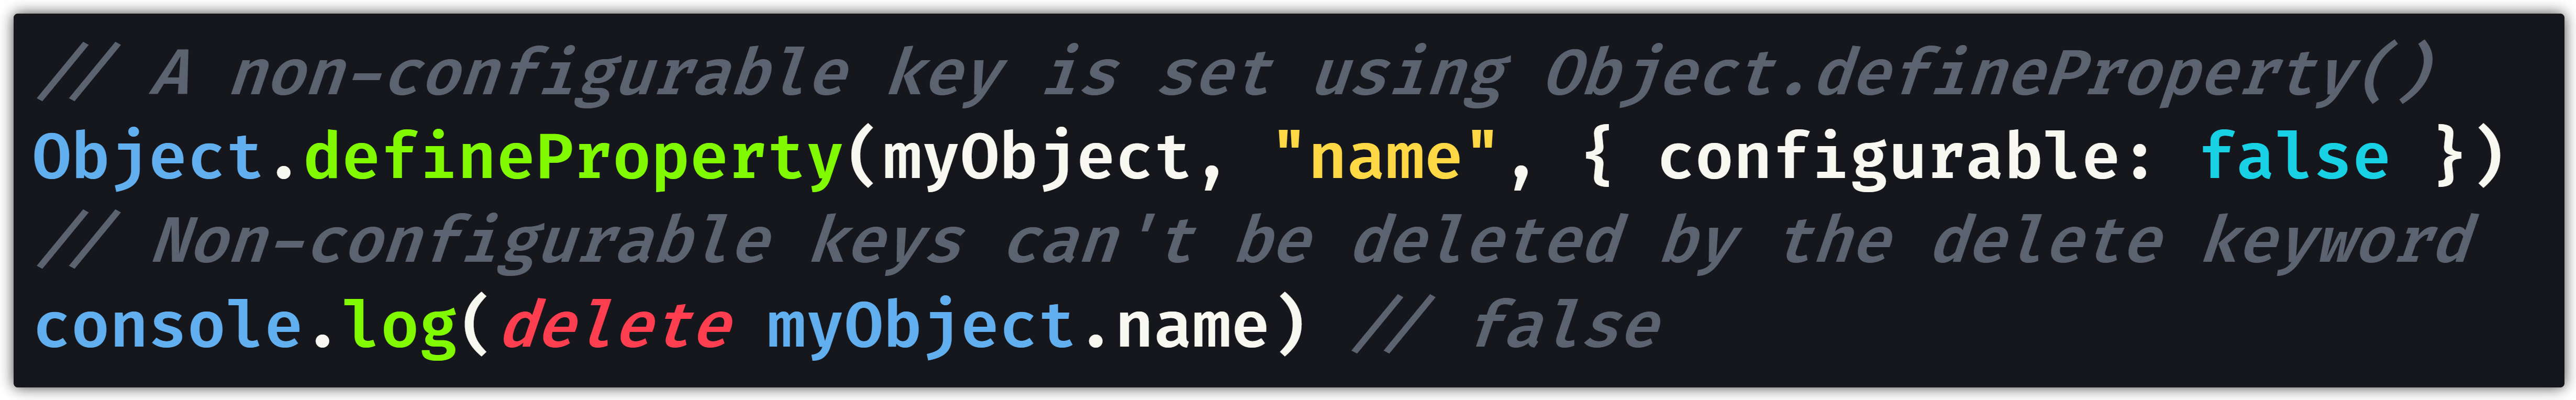 // A non-configurable key is set using Object.defineProperty()
Object.defineProperty(myObject, "name", { configurable: false })
// Non-configurable keys can't be deleted by the delete keyword
console.log(delete myObject.name) // false